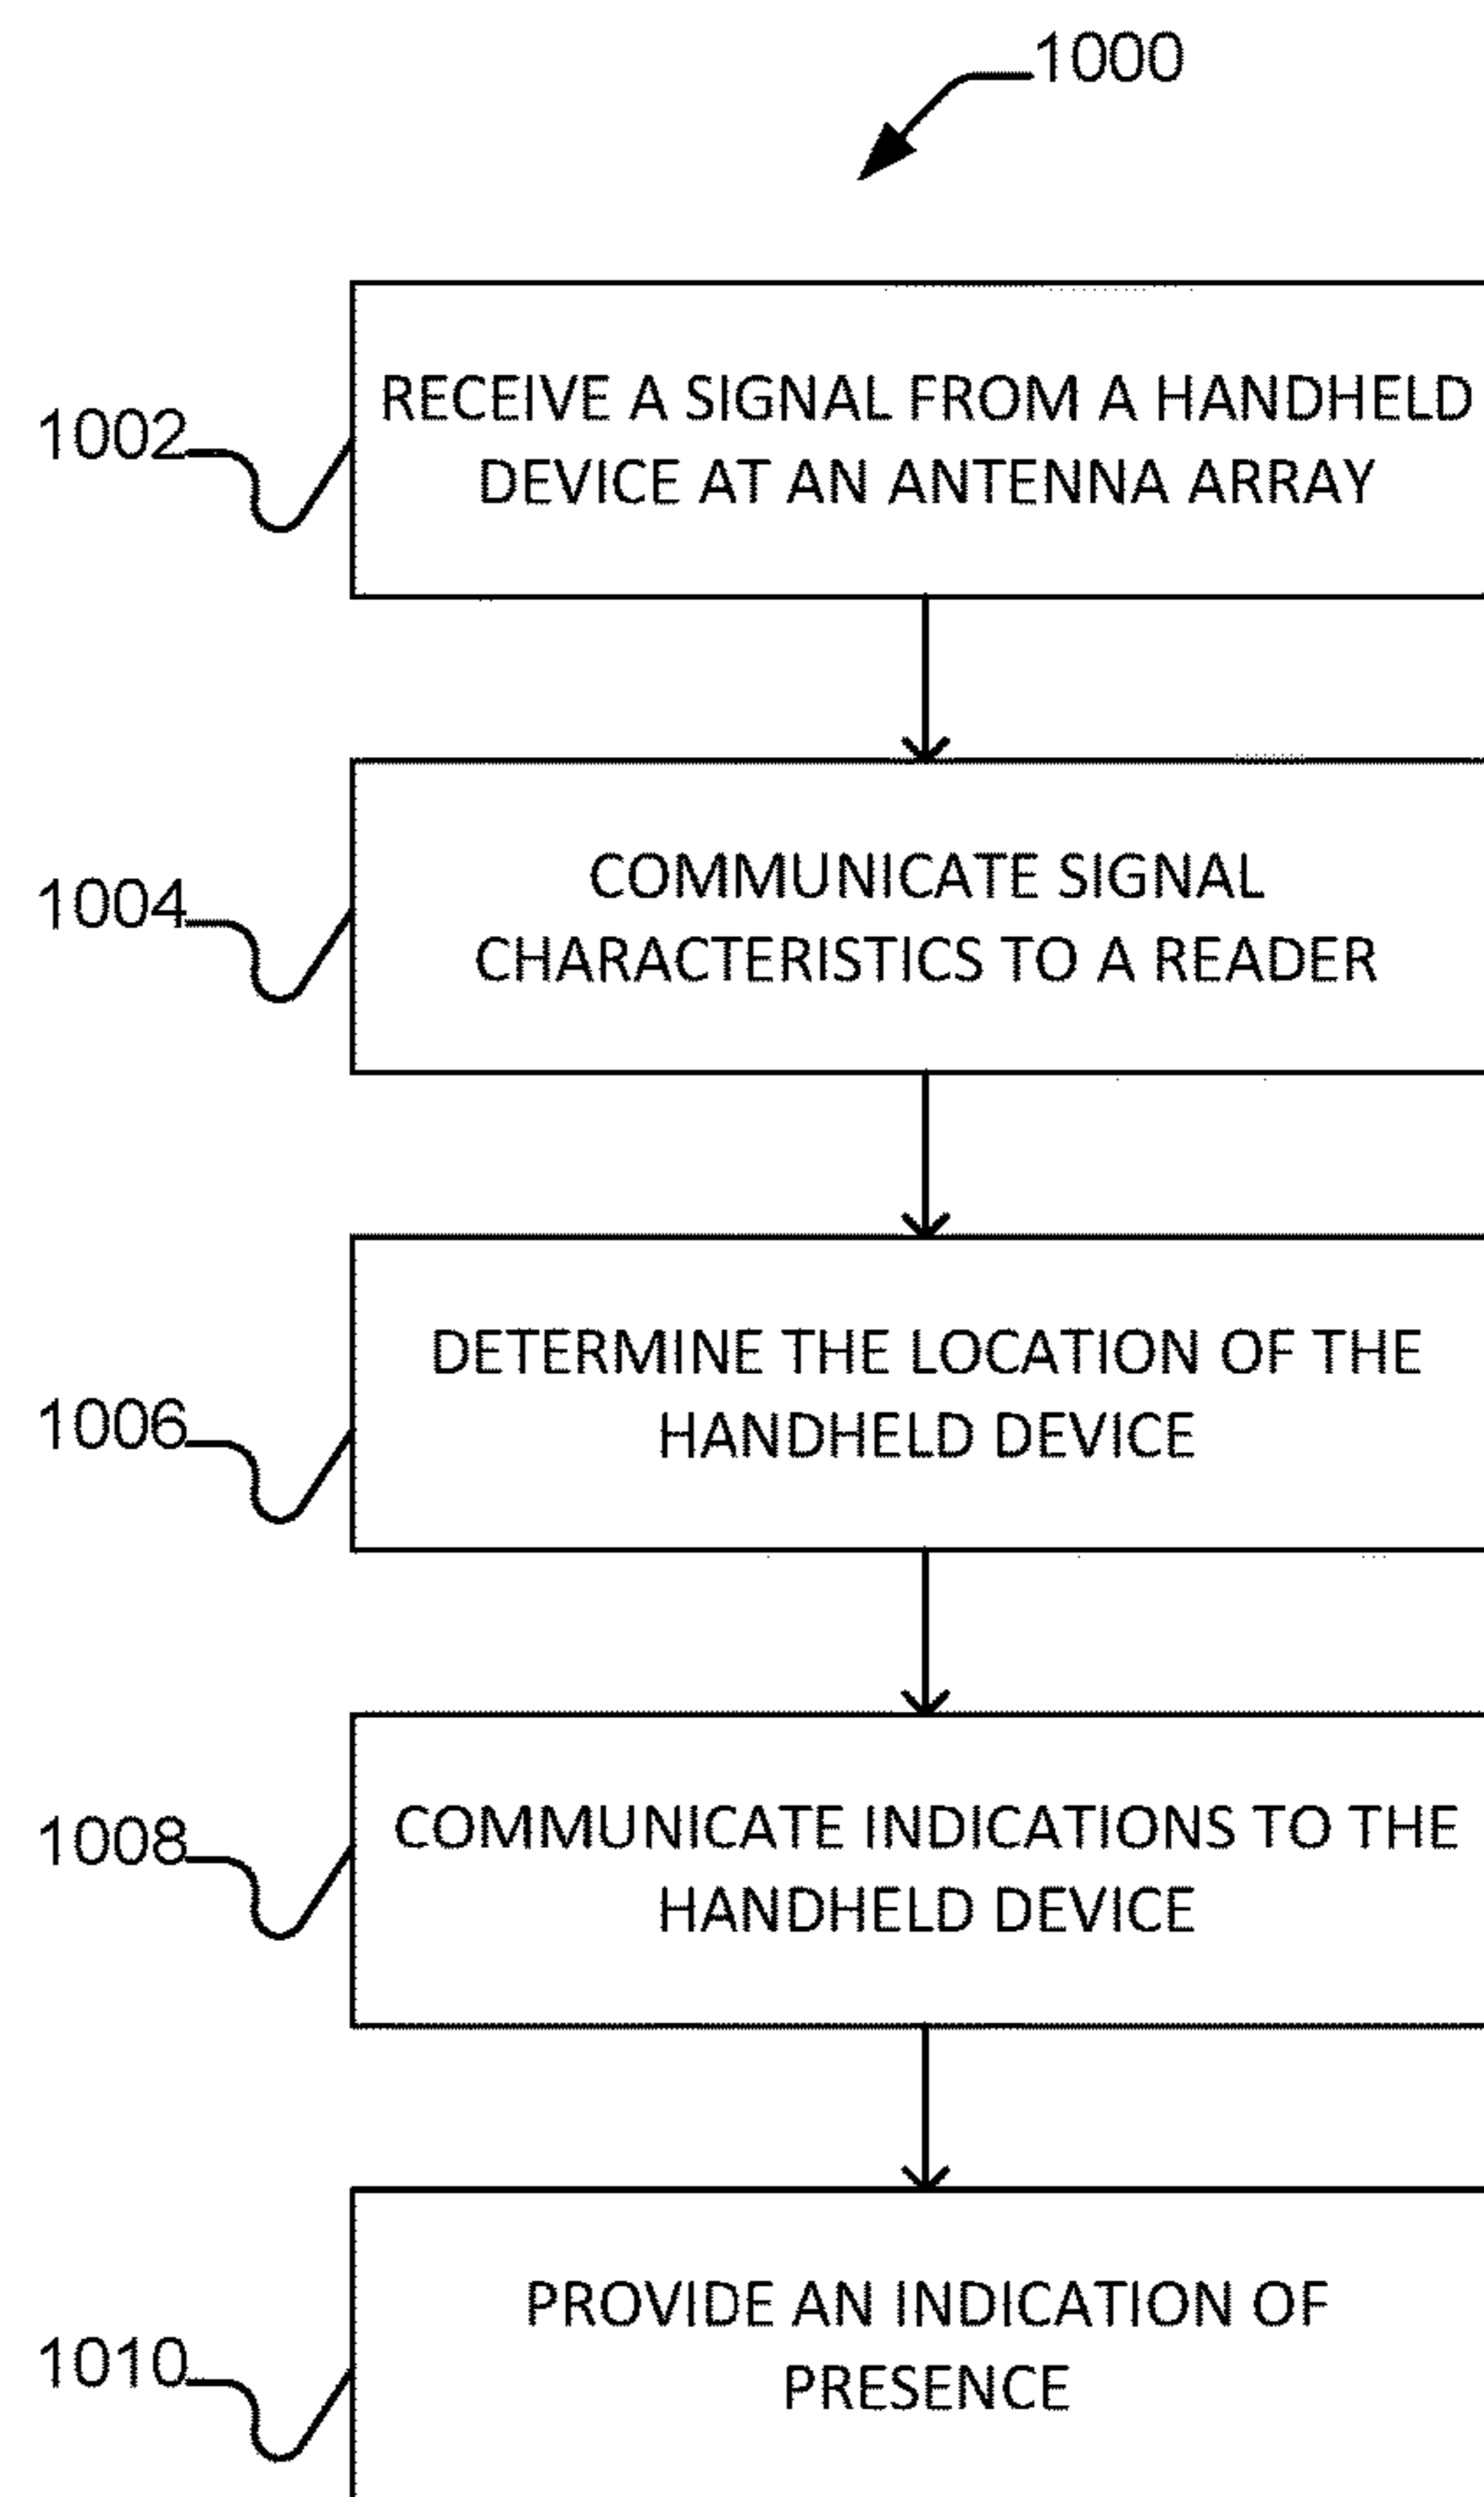 1000
1002
RECEIVE A SIGNAL FROM A HANDHELD
DEVICE AT AN ANTENNA ARRAY
1004
COMMUNICATE SIGNAL
CHARACTERISTICS TO A READER
1006
DETERMINE THE LOCATION OF THE
HANDHELD DEVICE
1008
COMMUNICATE INDICATIONS TO THE
HANDHELD DEVICE
1010
PROVIDE AN INDICATION OF
PRESENCE